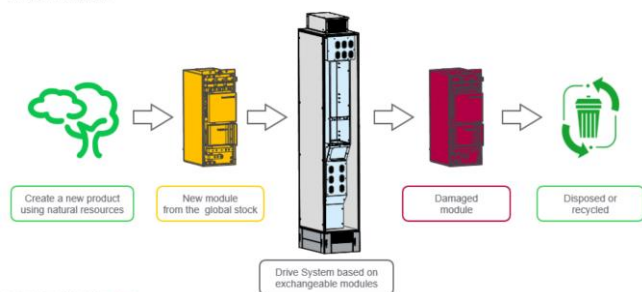 Create a new product
using natural resources
New module
from the global stock
Drive System based on
exchangeable modules
Damaged
module
Disposed or
recycled